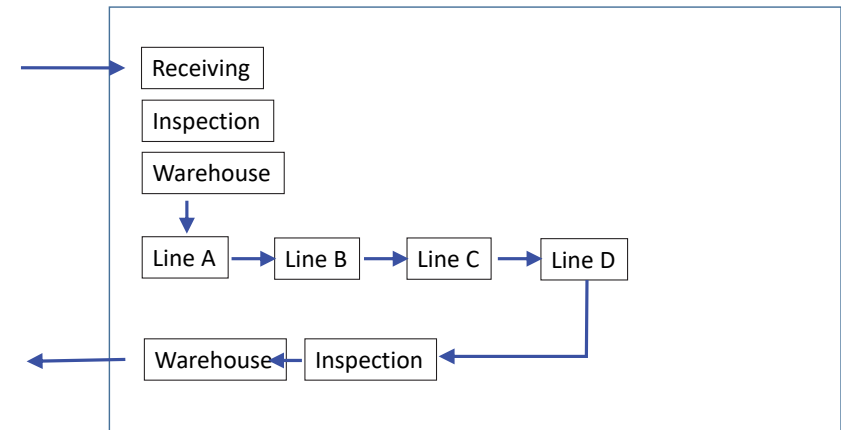 Receiving
Inspection
Warehouse
Line A Line B Line C Line D
Warehouse Inspection